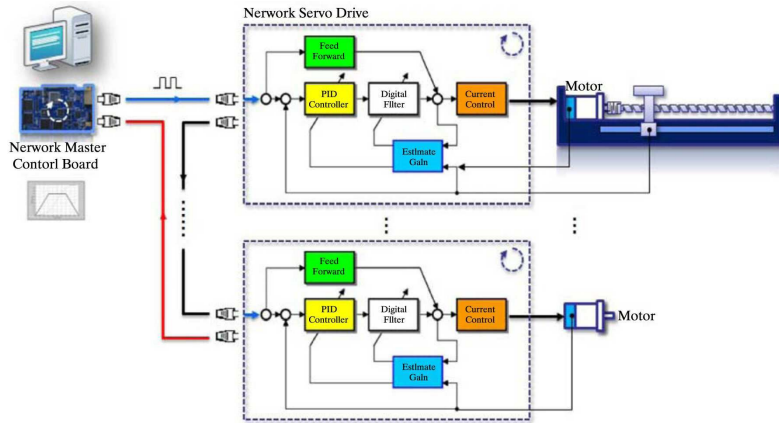 Nerwork Servo Drive
Feed
Forward
PID
Controller
Digital
FIlter
Current
Control
Motor
EstImate
GaIn
Nerwork Master
Contorl Board
Feed
Forward
PID
Controller
Digital
FIlter
Current
Control
Motor
EstImate
GaIn